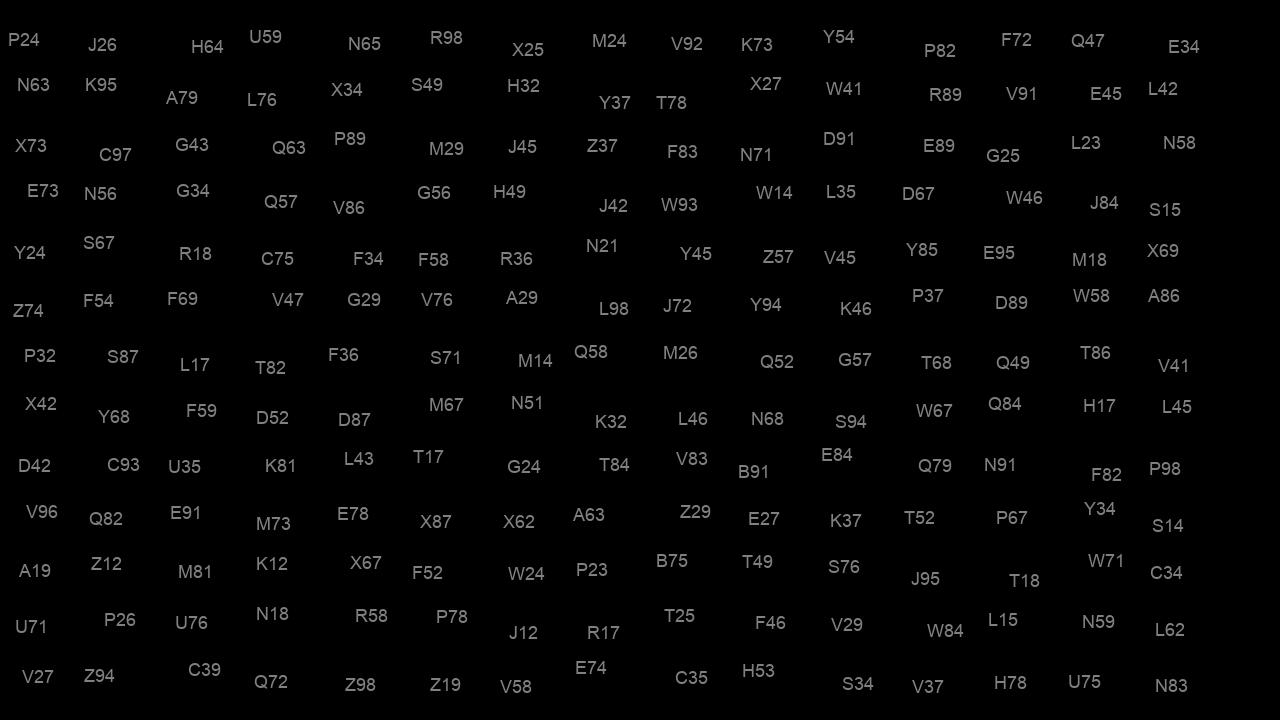 P24 J26 H64 U59 N65 R98 X25 M24 V92 K73 Y54 P82 F72 Q47 E34
N63 K95 A79 L76 X34 S49 H32 Y37 T78 X27 W41 R89 V91 E45 L42
X73 C97 G43 Q63 P89 M29 J45 Z37 F83 N71 D91 E89 G25 L23 N58
E73 N56 G34 Q57 V86 G56 H49 J42 W93 W14 L35 D67 W46 J84 S15
Y24 S67 R18 C75 F34 F58 R36 N21 Y45 Z57 V45 Y85 E95 M18 X69
Z74 F54 F69 V47 G29 V76 A29 L98 J72 Y94 K46 P37 D89 W58 A86
P32 S87 L17 T82 F36 S71 M14 Q58 M26 Q52 G57 T68 Q49 T86 V41
X42 Y68 F59 D52 D87 M67 N51 K32 L46 N68 S94 W67 Q84 H17 L45
D42 C93 U35 K81 L43 T17 G24 T84 V83 B91 E84 Q79 N91 F82 P98
V96 Q82 E91 M73 E78 X87 X62 A63 Z29 E27 K37 T52 P67 Y34 S14
A19 Z12 M81 K12 X67 F52 W24 P23 B75 T49 S76 J95 T18 W71 C34
U71 P26 U76 N18 R58 P78 J12 R17 T25 F46 V29 W84 L15 N59 L62
V27 Z94 C39 Q72 Z98 Z19 V58 E74 C35 H53 S34 V37 H78 U75 N83